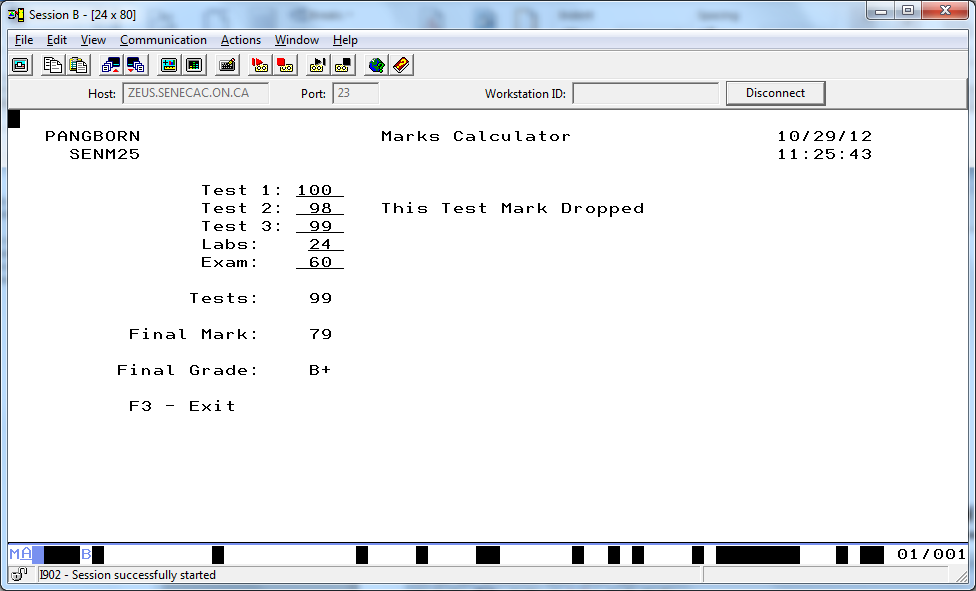 Session B - [24 x 80]
File Edit View Communication Actions Window Help
Host: ZEUS.SENECAC.ON.CA Port: 23 Workstation ID: Disconnect
PANGBORN Marks Calculator 10/29/12
SENM25 11:25:43
Test 1: 100
Test 2: 98 This Test Mark Dropped
Test 3: 99
Labs: 24
Exam: 60
Tests: 99
Final Mark: 79
Final Grade: B+
F3 - Exit
MA B 01/001
I902 - Session successfully started